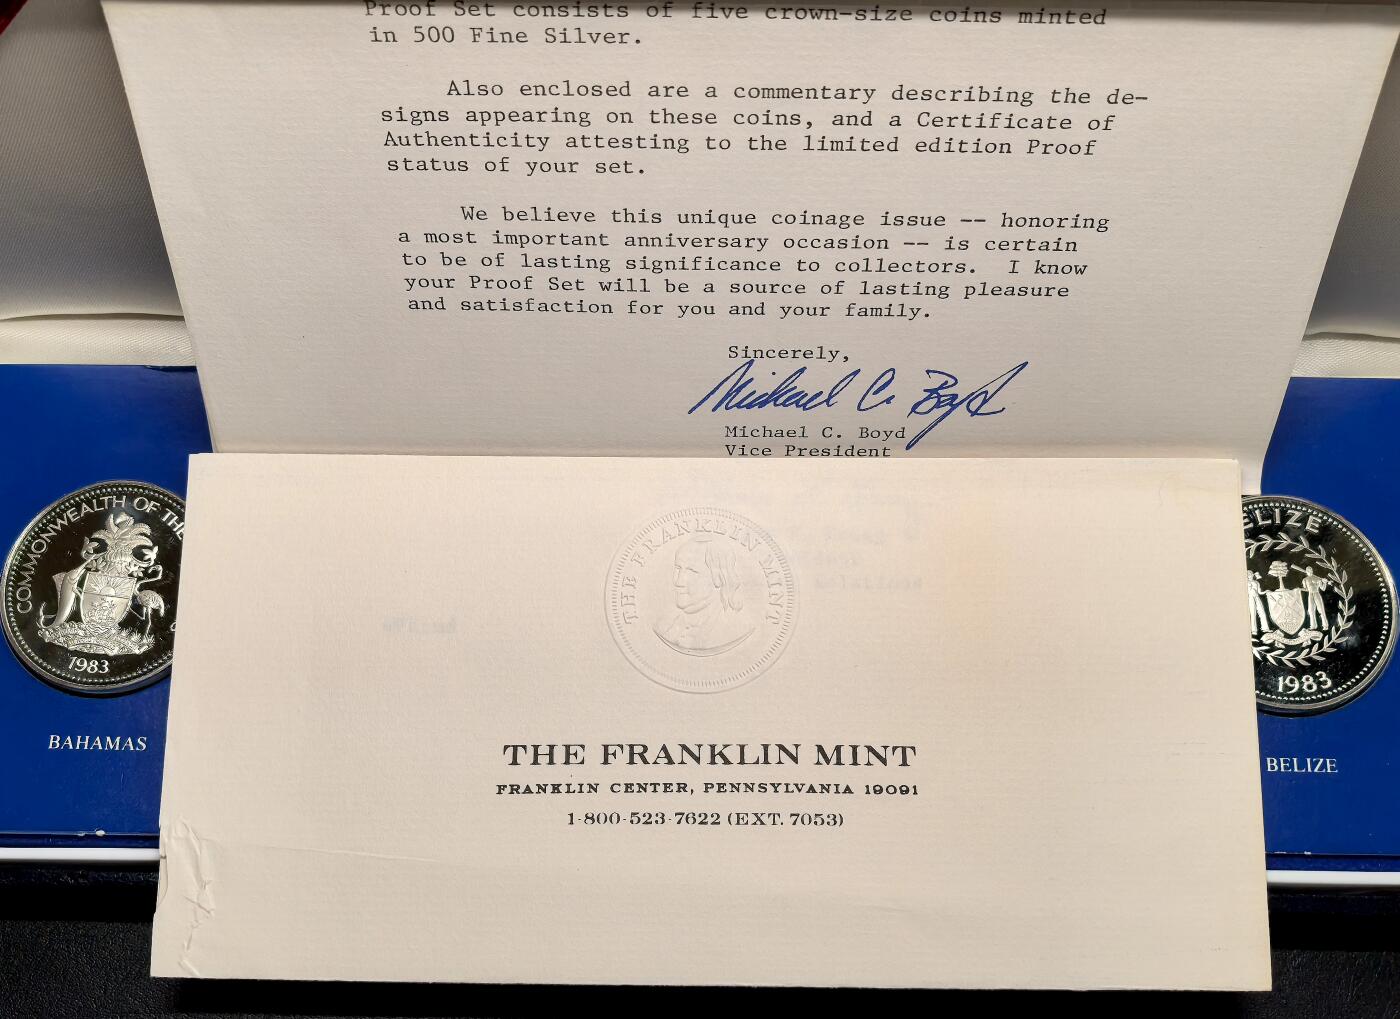 Proof Set consists of five crown-size coins minted
in 500 Fine Silver.
Also enclosed are a commentary describing the de-
signs appearing on these coins, and a Certificate of
Authenticity attesting to the limited edition Proof
status of your set.
We believe this unique coinage issue -- honoring
a most important anniversary occasion -- is certain
to be of lasting significance to collectors. I know
your Proof Set will be a source of lasting pleasure
and satisfaction for you and your family.
Sincerely,
Michael C. Boyd
Michael C. Boyd
Vice President
COMMONWEALTH OF THE
1983
BAHAMAS
THE FRANKLIN MINT
THE FRANKLIN MINT
FRANKLIN CENTER, PENNSYLVANIA 19091
1-800-523-7622 (EXT. 7053)
ELIZE
1983
BELIZE